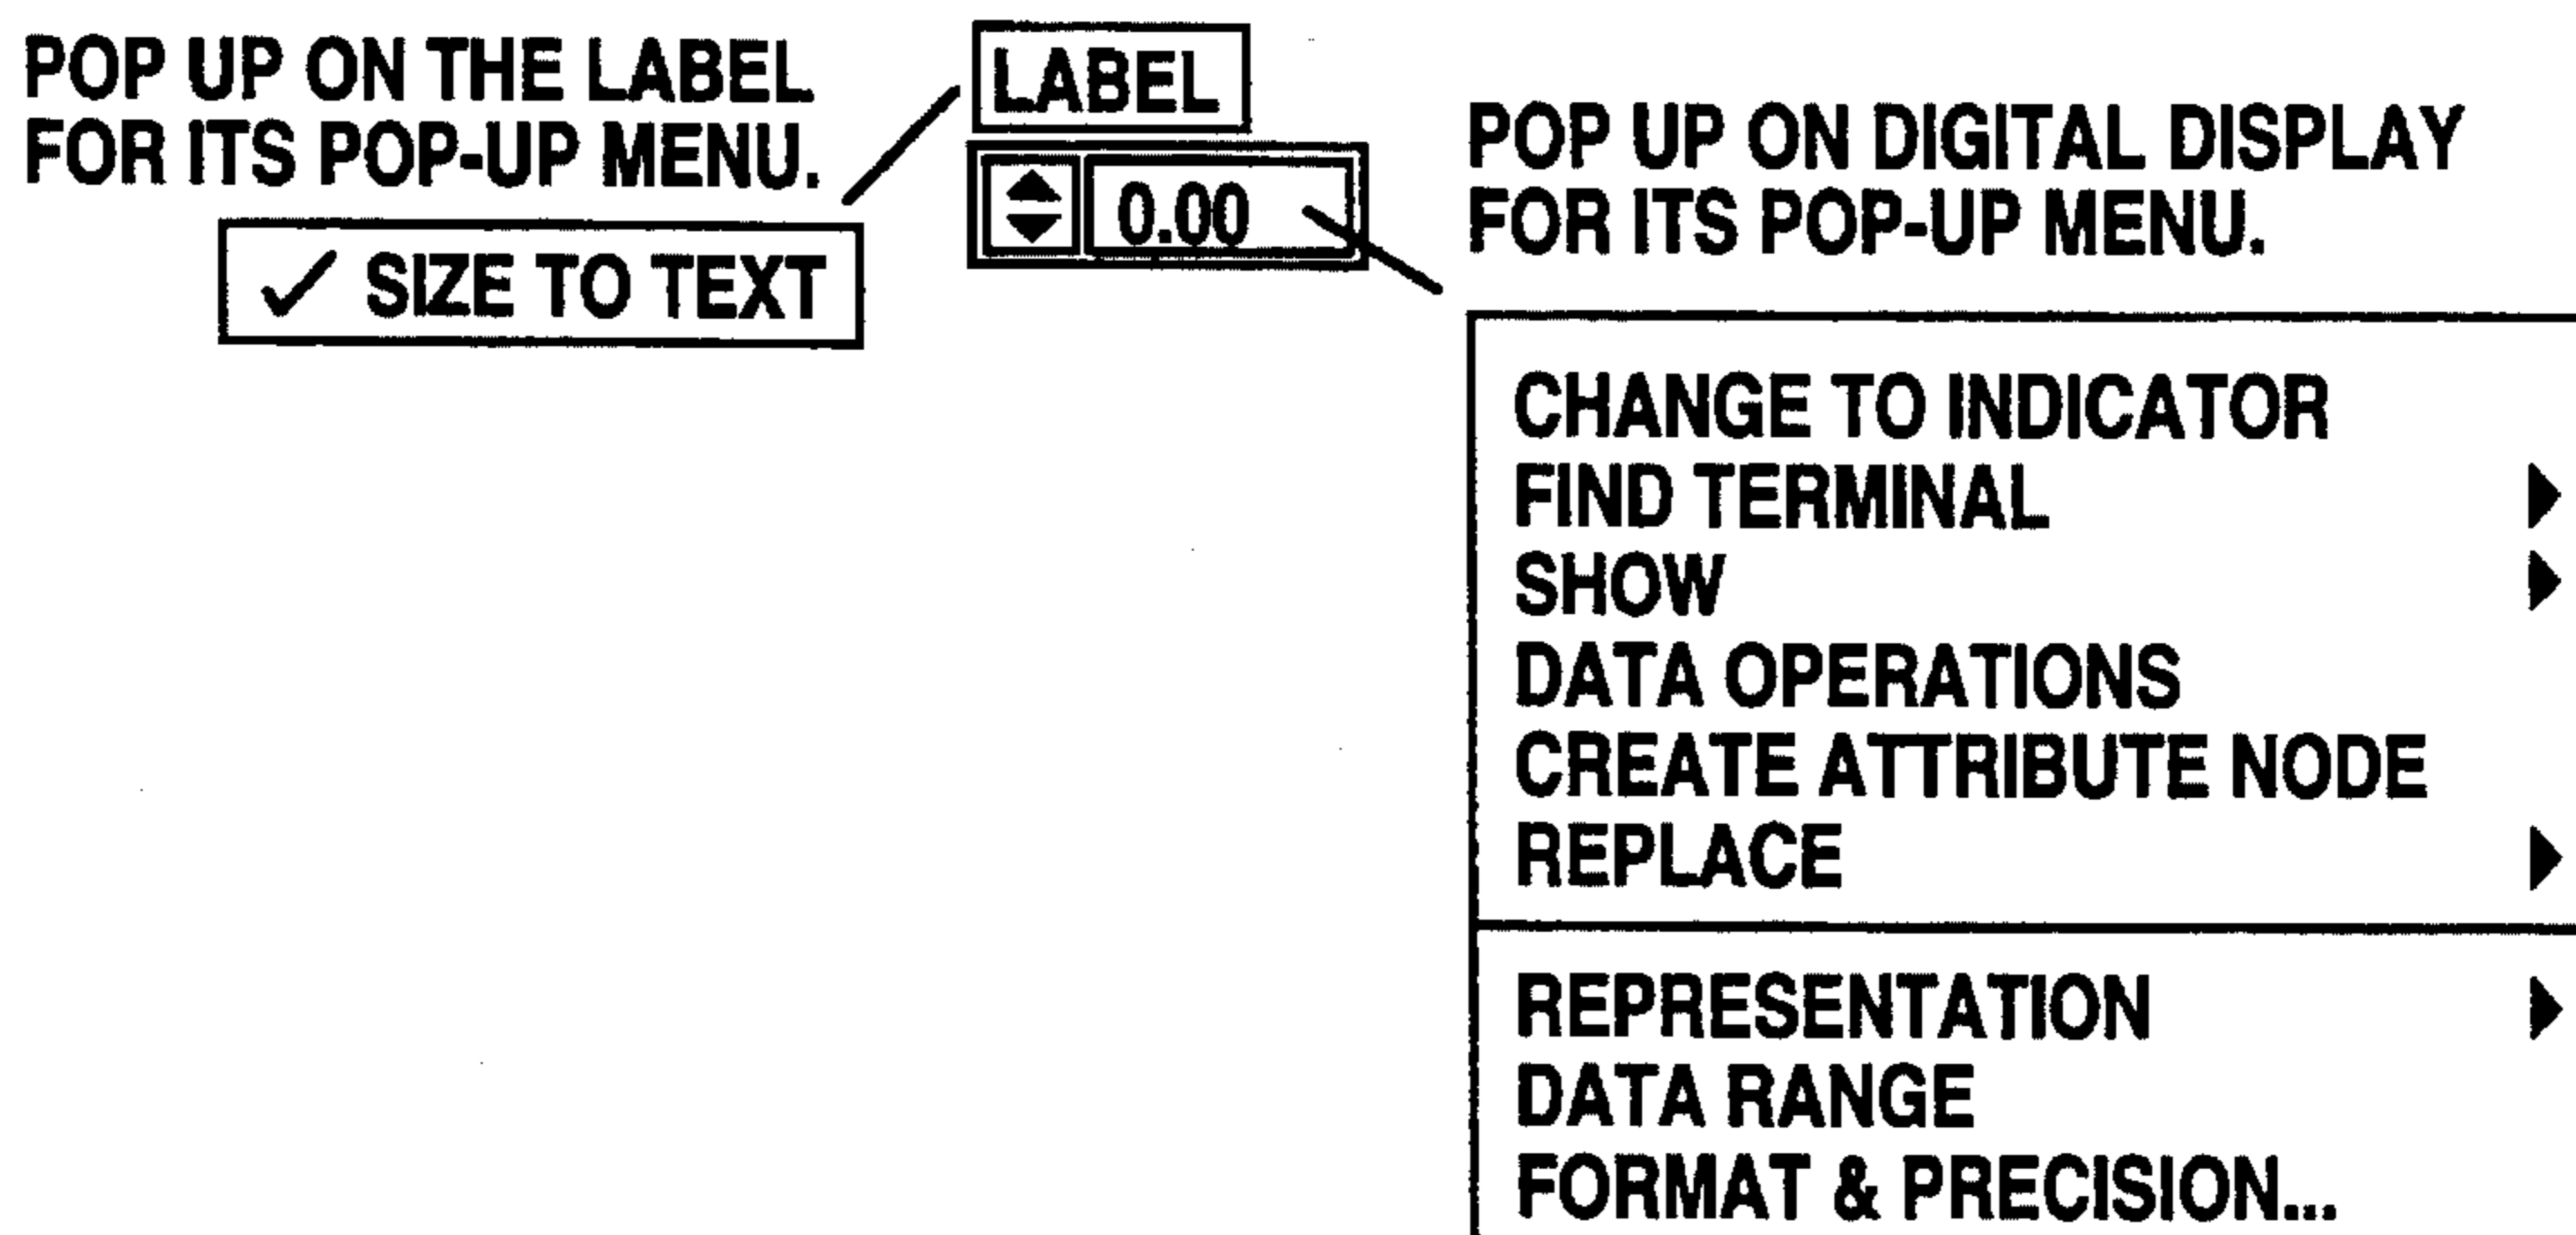 POP UP ON THE LABEL
FOR ITS POP-UP MENU.
✓ SIZE TO TEXT
LABEL
0.00
POP UP ON DIGITAL DISPLAY
FOR ITS POP-UP MENU.
CHANGE TO INDICATOR
FIND TERMINAL
SHOW
DATA OPERATIONS
CREATE ATTRIBUTE NODE
REPLACE
REPRESENTATION
DATA RANGE
FORMAT & PRECISION...